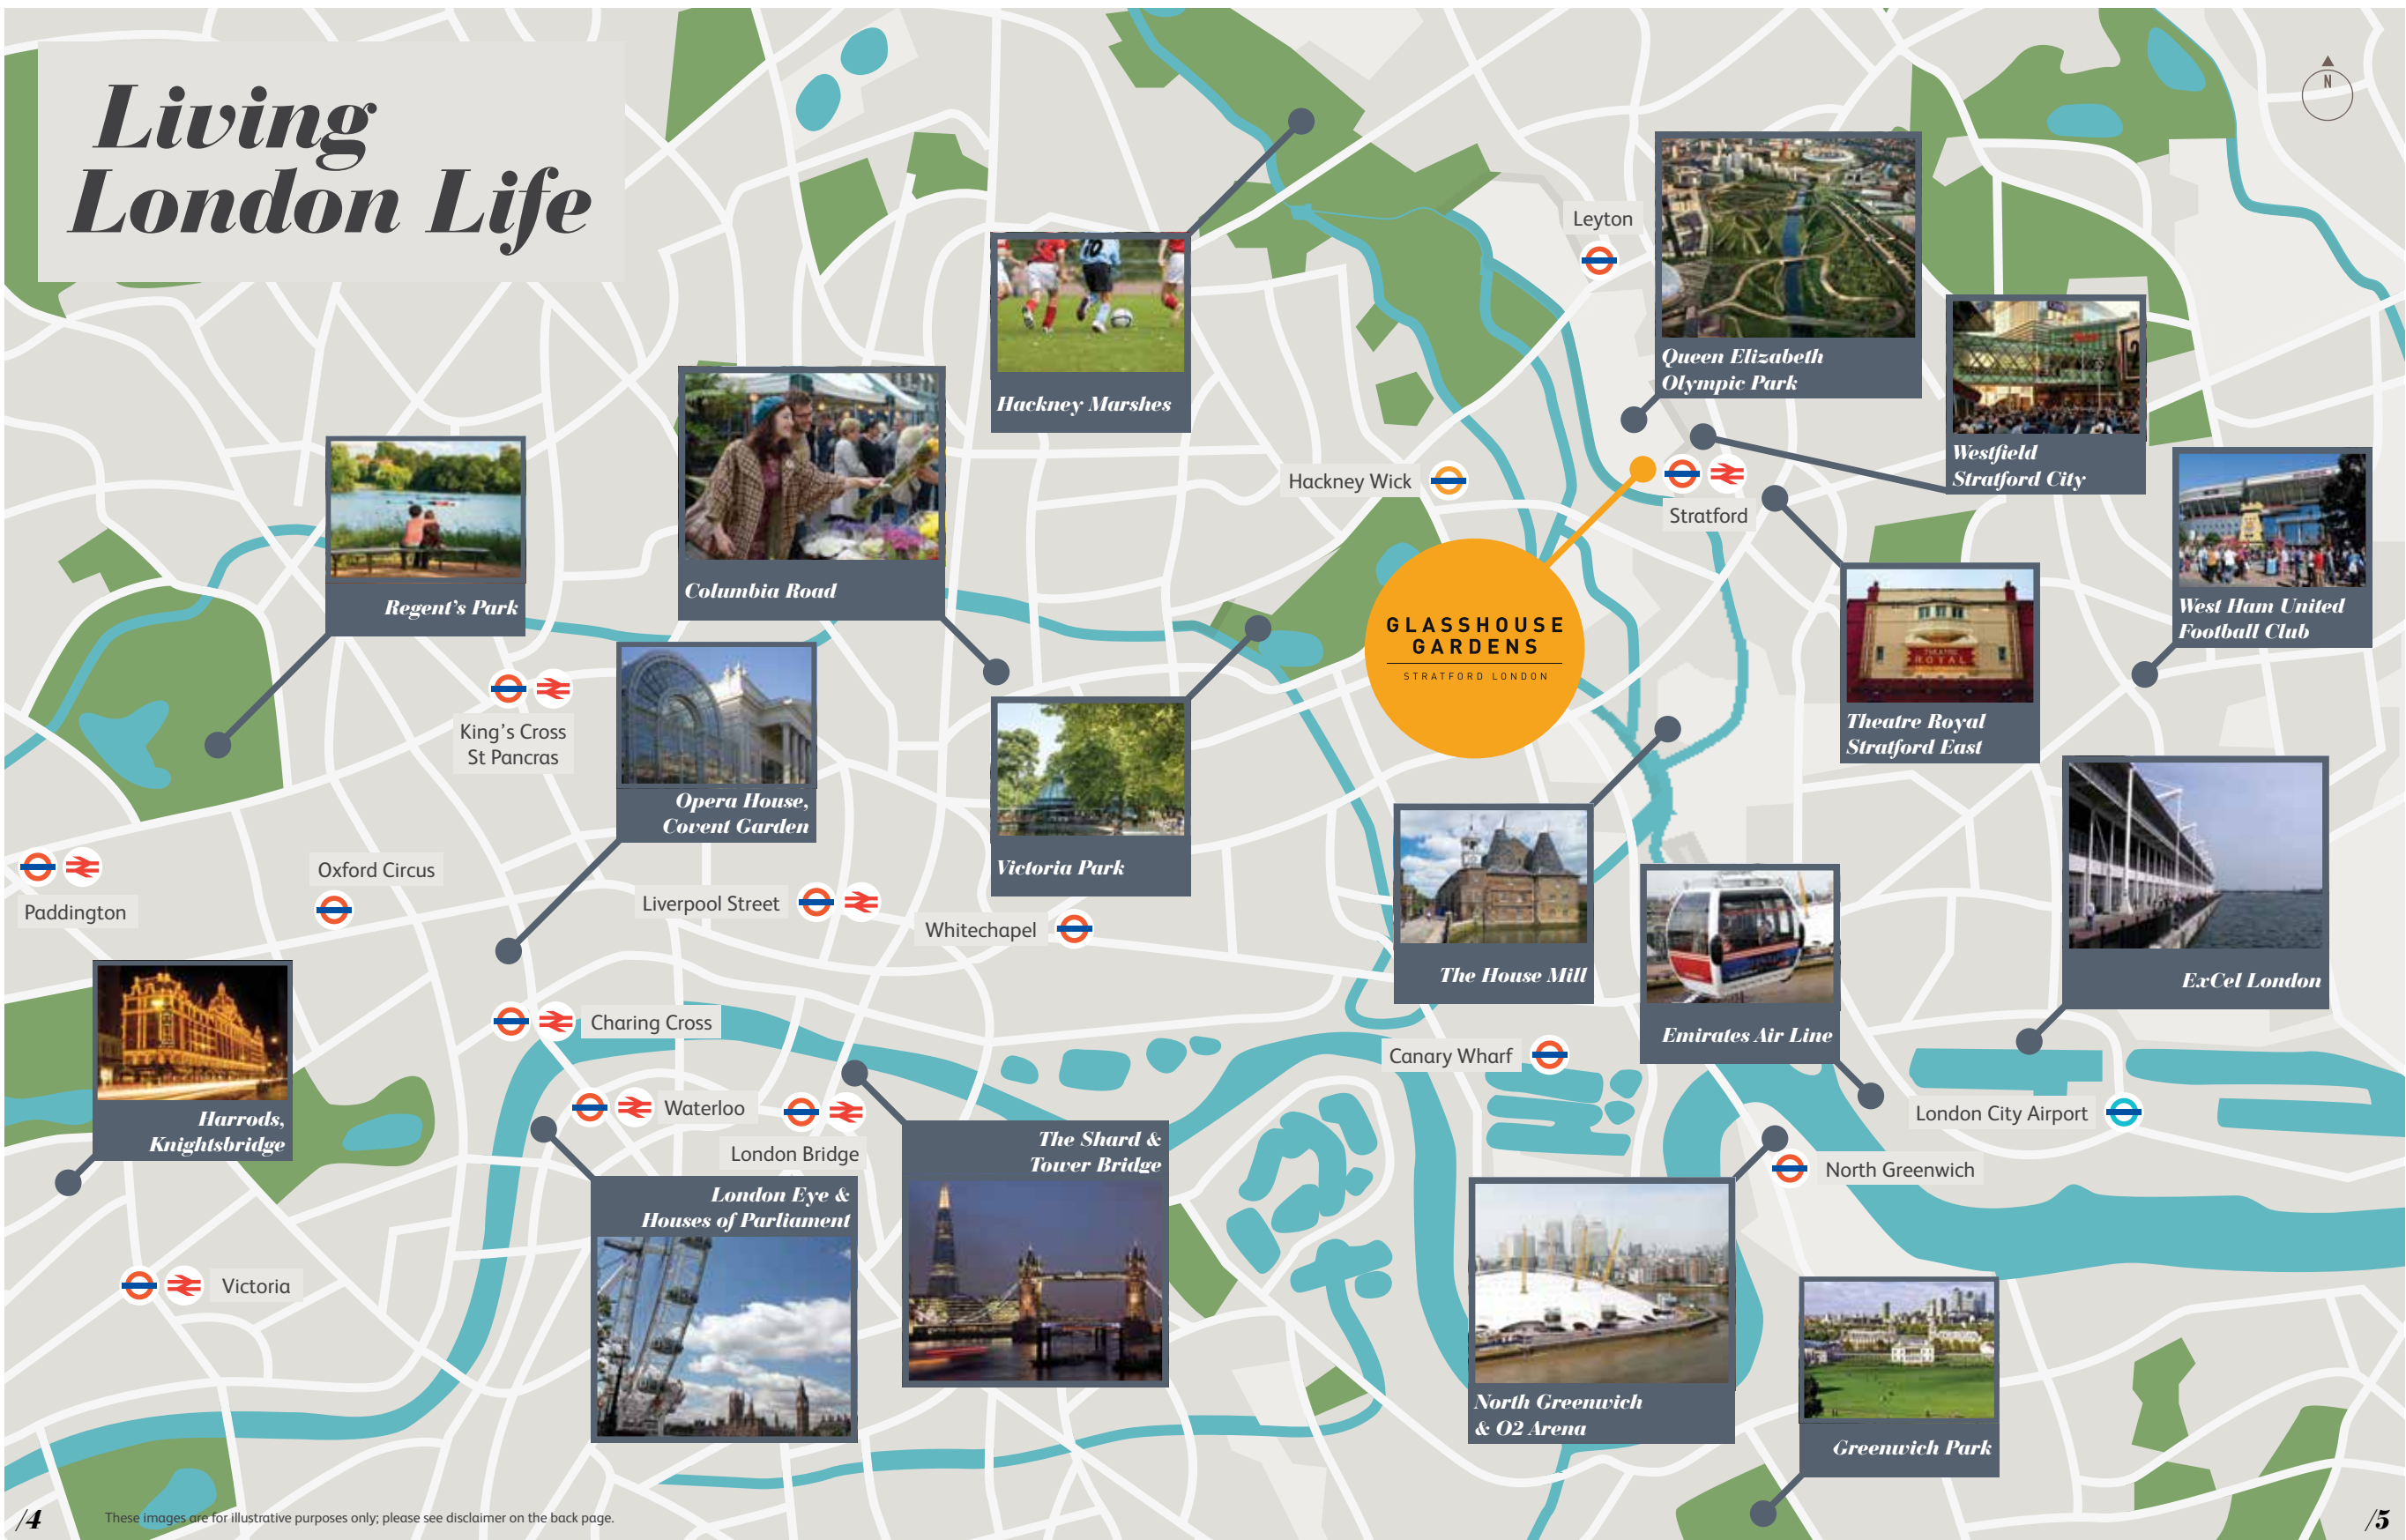 Living
London Life
N
Leyton
Queen Elizabeth
Olympic Park
Hackney Marshes
10
Westfield
Stratford City
Hackney Wick
Stratford
West Ham United
Football Club
Regent's Park
Columbia Road
GLASSHOUSE
GARDENS
STRATFORD LONDON
THEATRE
ROYAL
Theatre Royal
Stratford East
King's Cross
St Pancras
Opera House,
Covent Garden
Victoria Park
Paddington
Oxford Circus
Liverpool Street
Whitechapel
The House Mill
Emirates Air Line
ExCel London
Charing Cross
Canary Wharf
Harrods,
Knightsbridge
Waterloo
London Bridge
The Shard &
Tower Bridge
London City Airport
North Greenwich
London Eye &
Houses of Parliament
Victoria
North Greenwich
& O2 Arena
Greenwich Park
/4
These images are for illustrative purposes only; please see disclaimer on the back page.
/5